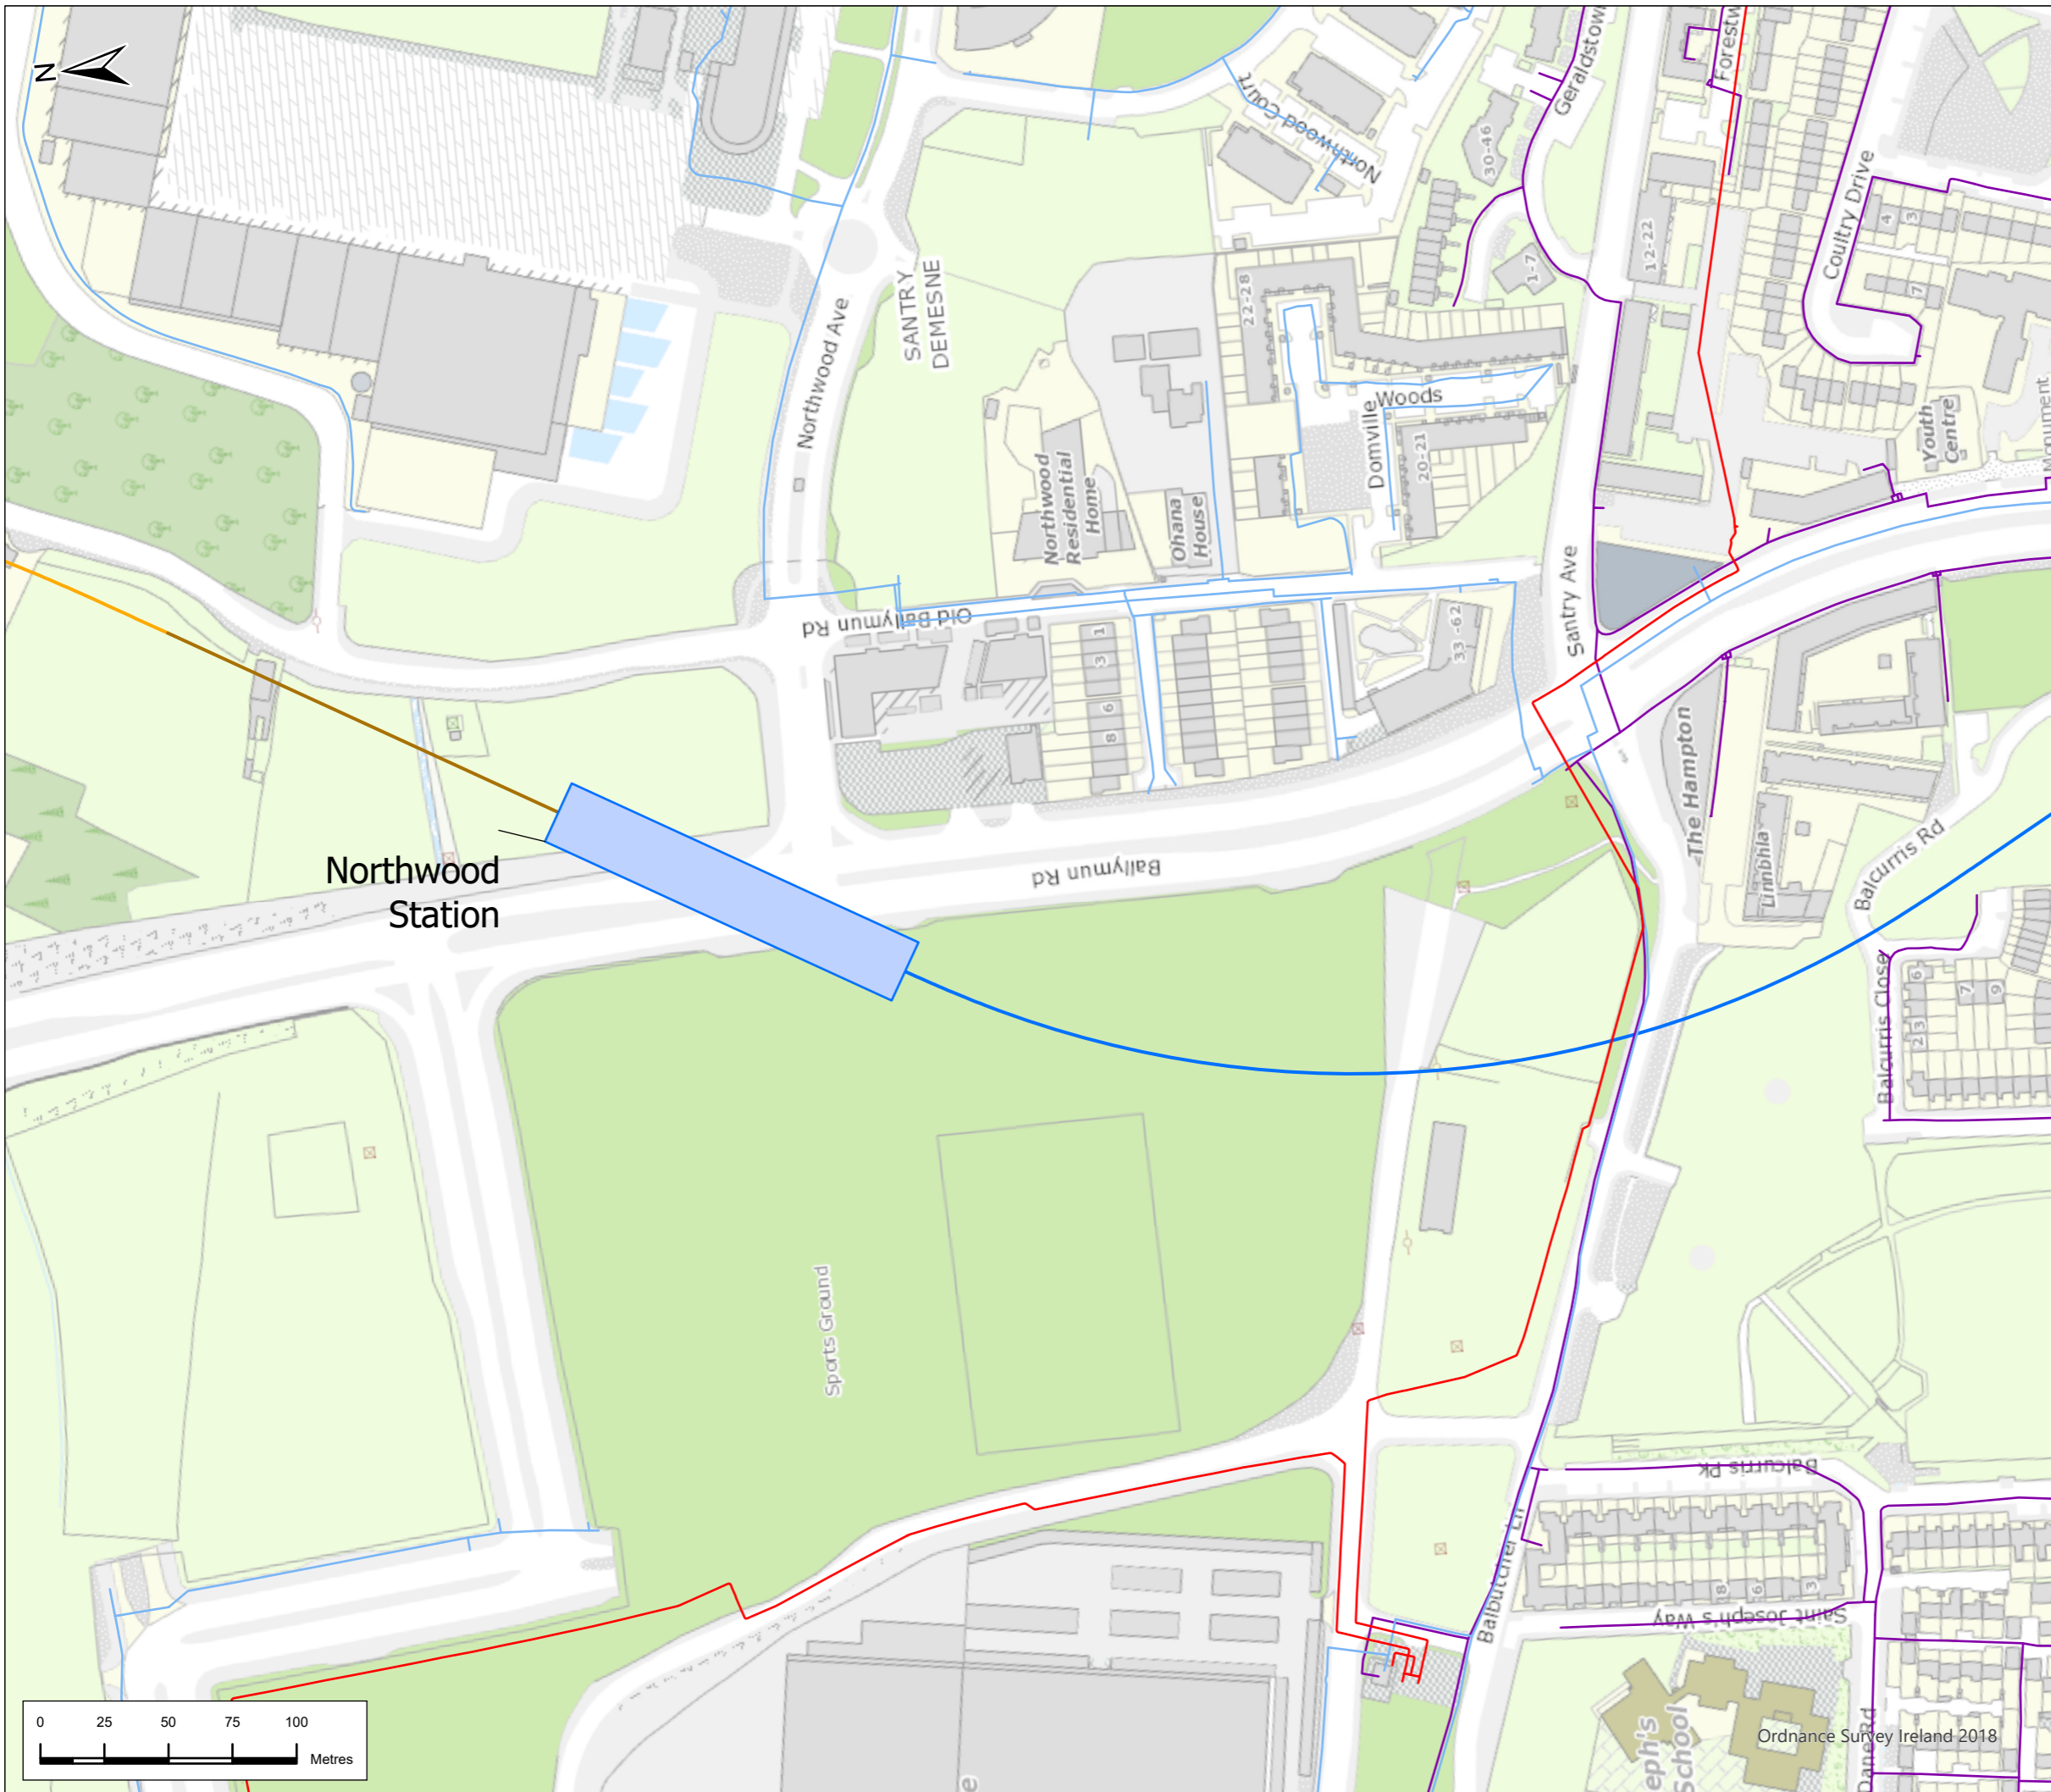 N
Northwood Court
30-46
Geraldstown
Forestw
1-7
12-22
Coultry Drive
4
3
7
SANTRY
DEMESNE
Northwood Ave
22-28
Domville
Woods
20-21
Northwood
Residential
Home
Ohana
House
Youth
Centre
Monument
Santry Ave
Old Ballymun Rd
1
3
6
8
33 -62
The Hampton
Linnbhla
Balcurris Rd
Ballymun Rd
Northwood
Station
Balcurris Close
6
7
9
23
Sports Ground
Balcurris Pk
Balbutcher Ln
8
6
3
Saint Joseph's Way
eph's
School
Dane Rd
e
0 25 50 75 100
Metres
Ordnance Survey Ireland 2018